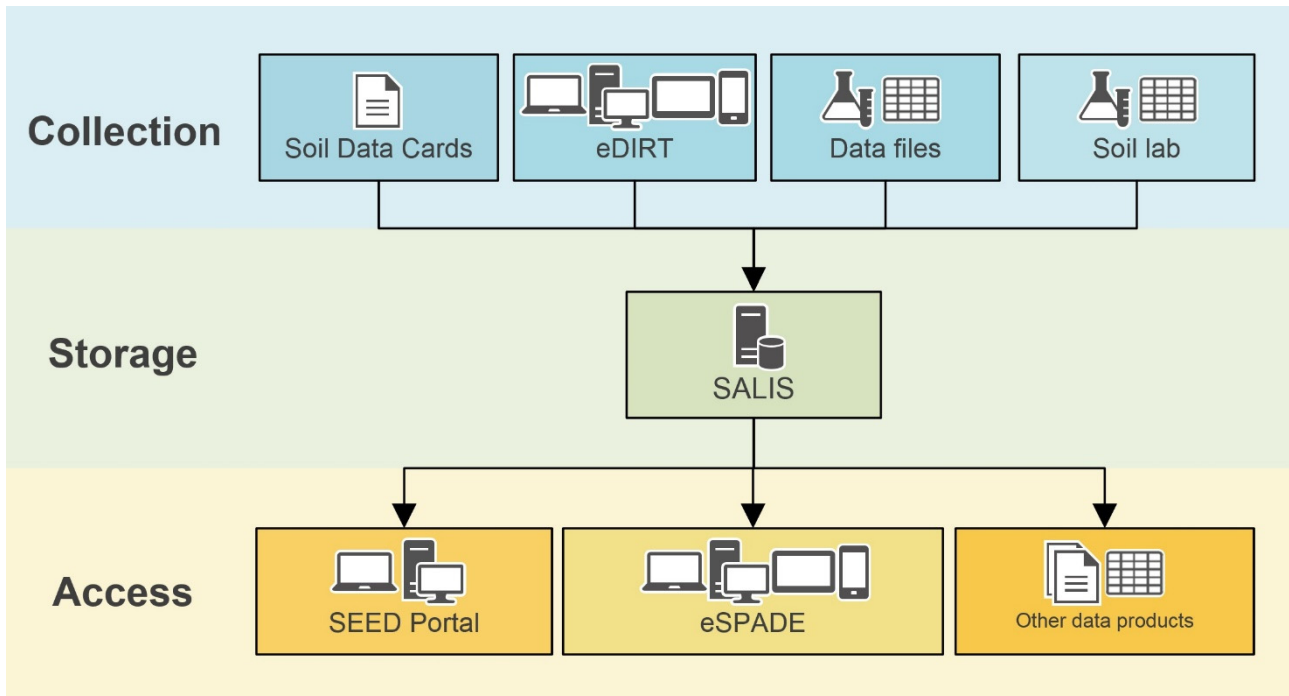 Collection
Soil Data Cards
eDIRT
Data files
Soil lab
Storage
SALIS
Access
SEED Portal
eSPADE
Other data products